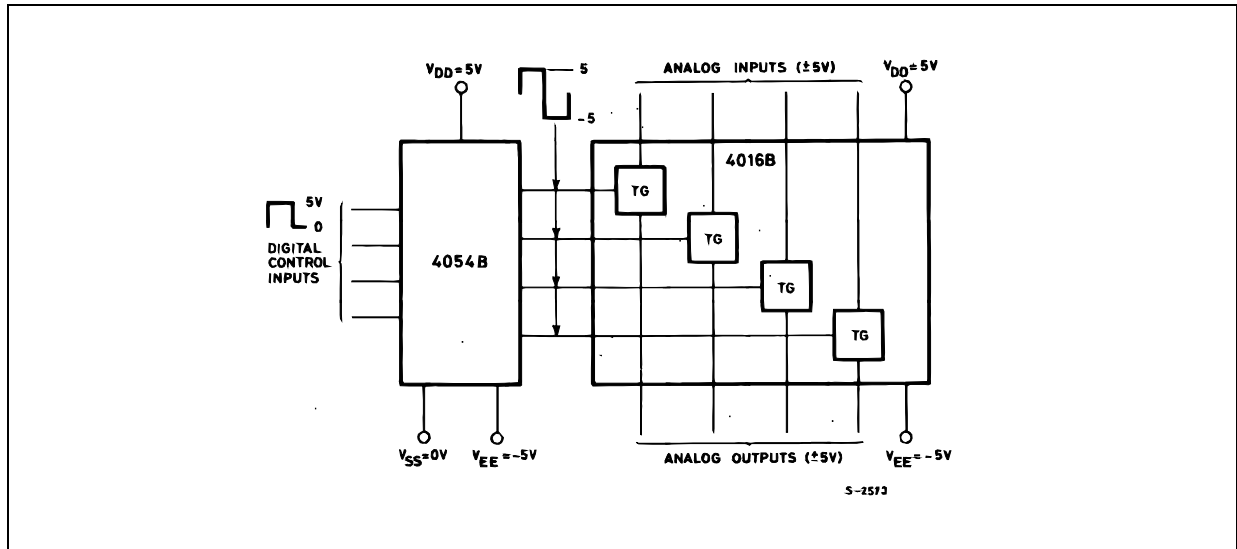 VDD=5V
5
-5
ANALOG INPUTS (±5V)
VDD=5V
4016B
TG
TG
TG
TG
5V
0
DIGITAL
CONTROL
INPUTS
4054B
VSS=0V
VEE=-5V
ANALOG OUTPUTS (±5V)
VEE=-5V
S-2573